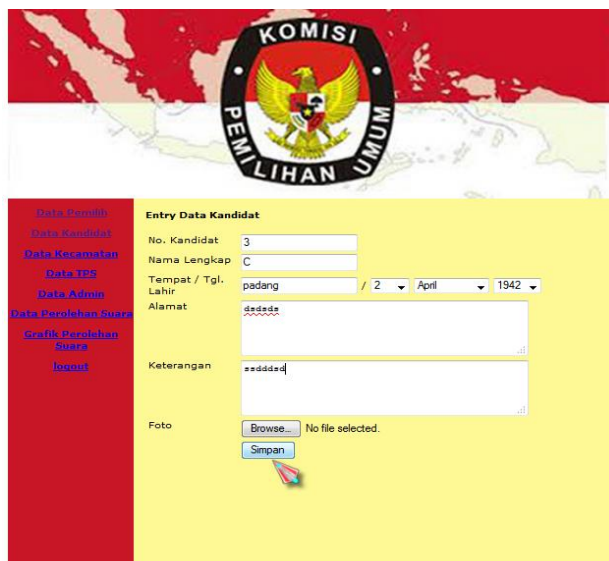 KOMISI
PEMILIHAN UMUM
Data Pemilih
Data Kandidat
Data Kecamatan
Data TPS
Data Admin
Data Perolehan Suara
Grafik Perolehan
Suara
logout
Entry Data Kandidat
No. Kandidat 3
Nama Lengkap C
Tempat / Tgl.
Lahir padang / 2 April 1942
Alamat dsdsds
Keterangan ssdddsd
Foto Browse... No file selected.
Simpan